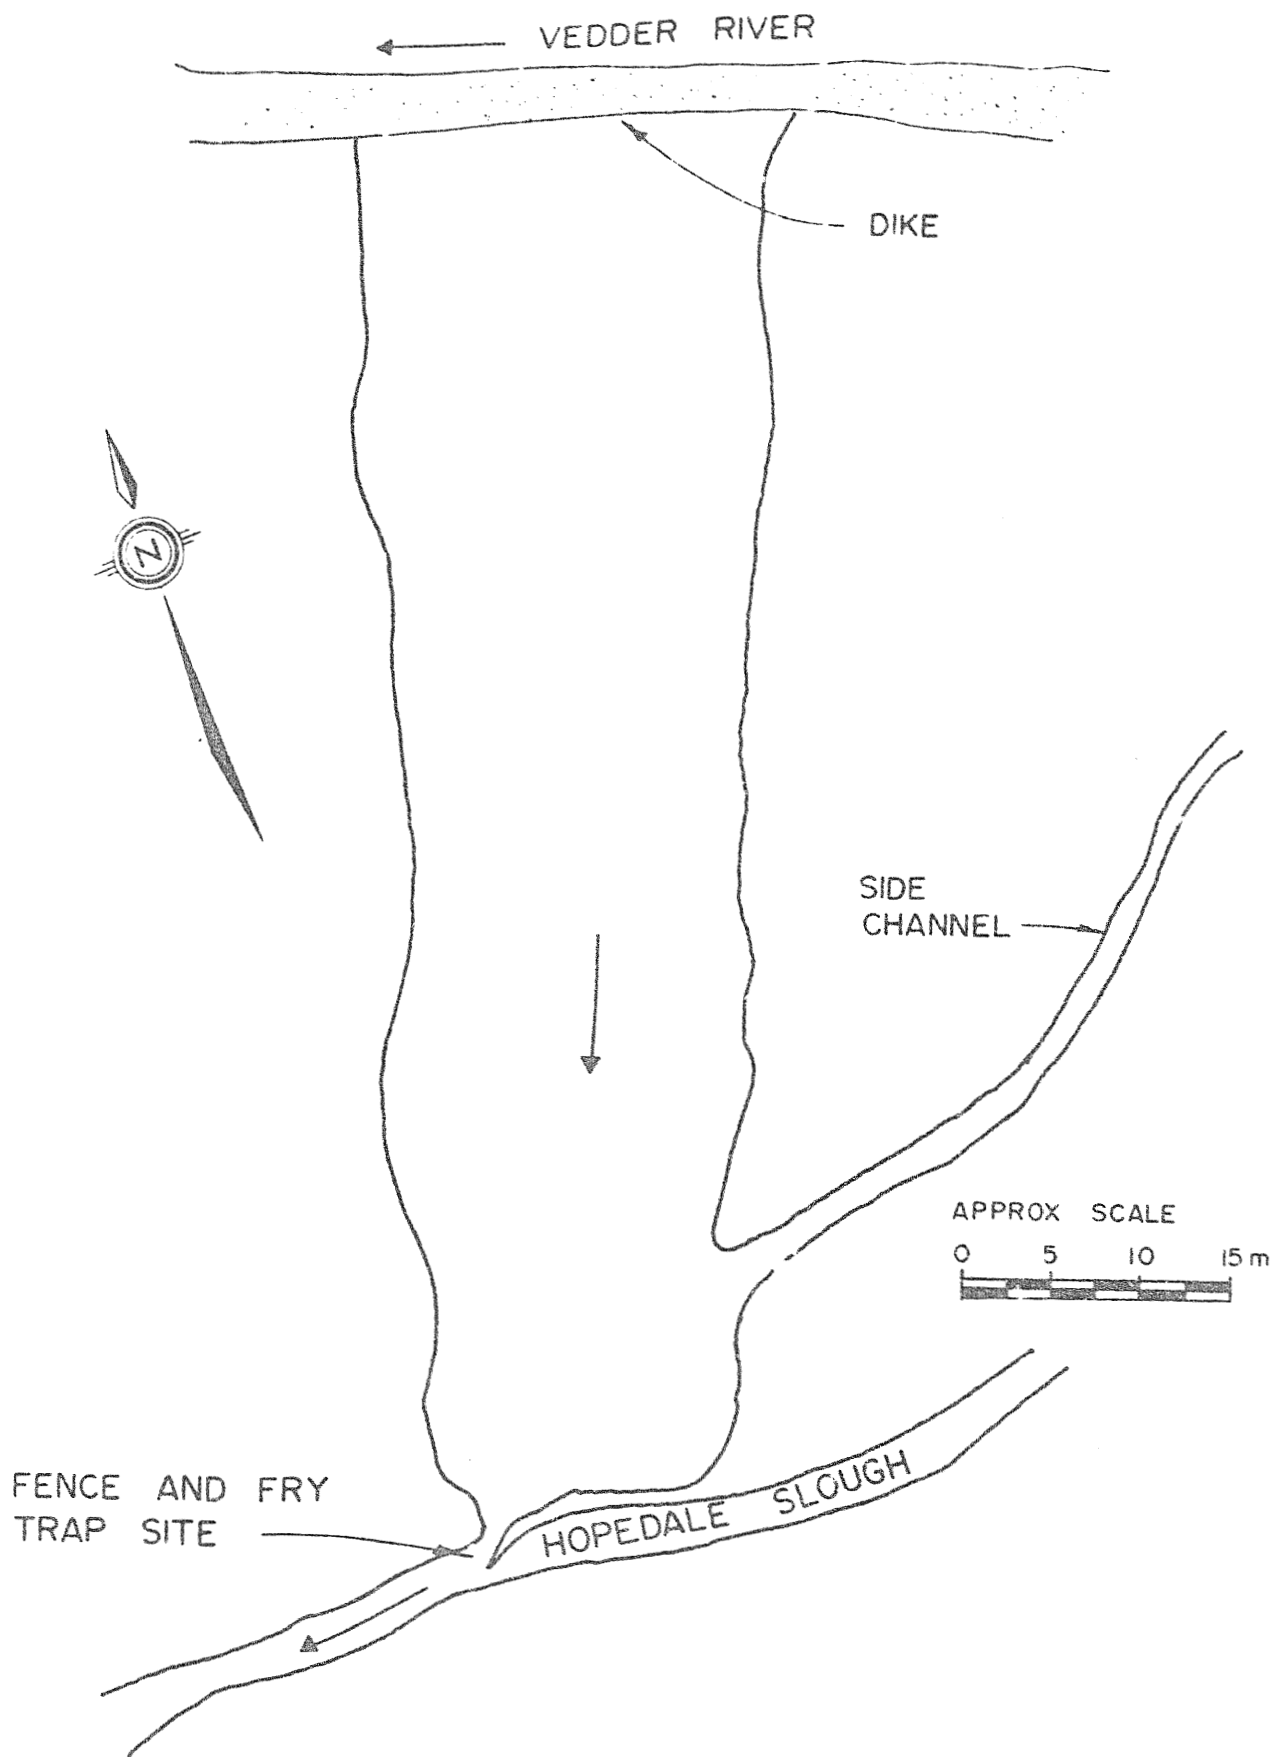 VEDDER RIVER
DIKE
N
SIDE
CHANNEL
APPROX SCALE
0 5 10 15 m
FENCE AND FRY
TRAP SITE
HOPEDALE SLOUGH